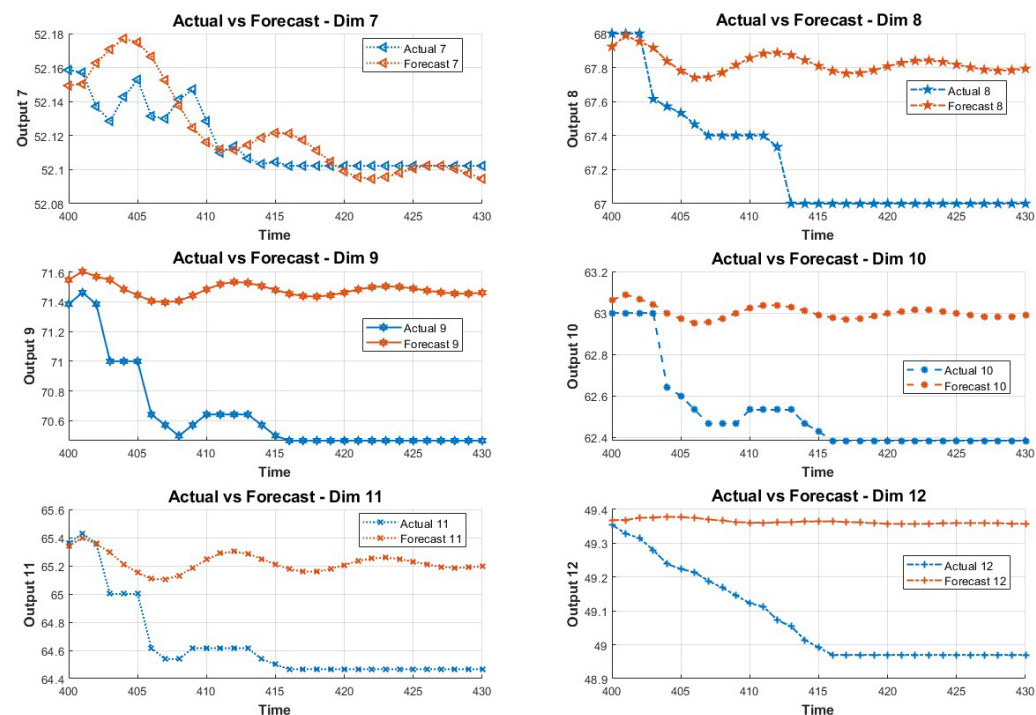 Actual vs Forecast - Dim 7
52.18
52.16
52.14
52.12
52.1
52.08
Output 7
Actual 7
Forecast 7
400
405
410
415
420
425
430
Time
Actual vs Forecast - Dim 8
68
67.8
67.6
67.4
67.2
67
Output 8
Actual 8
Forecast 8
400
405
410
415
420
425
430
Time
Actual vs Forecast - Dim 9
71.6
71.4
71.2
71
70.8
70.6
Output 9
Actual 9
Forecast 9
400
405
410
415
420
425
430
Time
Actual vs Forecast - Dim 10
63.2
63
62.8
62.6
62.4
Output 10
Actual 10
Forecast 10
400
405
410
415
420
425
430
Time
Actual vs Forecast - Dim 11
65.6
65.4
65.2
65
64.8
64.6
64.4
Output 11
Actual 11
Forecast 11
400
405
410
415
420
425
430
Time
Actual vs Forecast - Dim 12
49.4
49.3
49.2
49.1
49
48.9
Output 12
Actual 12
Forecast 12
400
405
410
415
420
425
430
Time